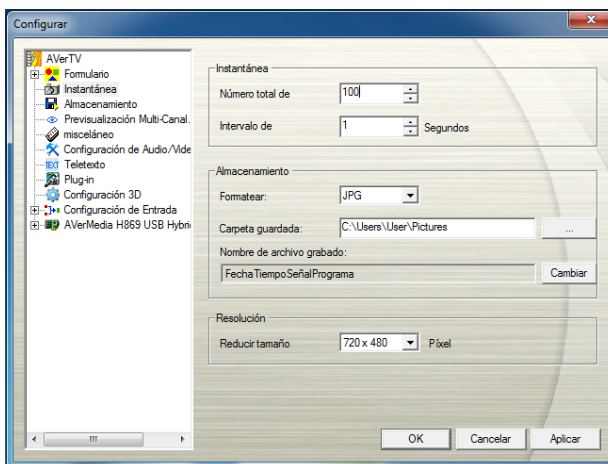 Configurar
AVerTV
Formulario
Instantánea
Almacenamiento
Previsualización Multi-Canal.
misceláneo
Configuración de Audio/Vide
TEXT Teletexto
Plug-in
Configuración 3D
Configuración de Entrada
AVerMedia H869 USB Hybri
Instantánea
Número total de 100
Intervalo de 1 Segundos
Almacenamiento
Formatear: JPG
Carpeta guardada: C:\Users\User\Pictures ...
Nombre de archivo grabado:
FechaTiempoSeñalPrograma Cambiar
Resolución
Reducir tamaño 720 x 480 Píxel
OK Cancelar Aplicar